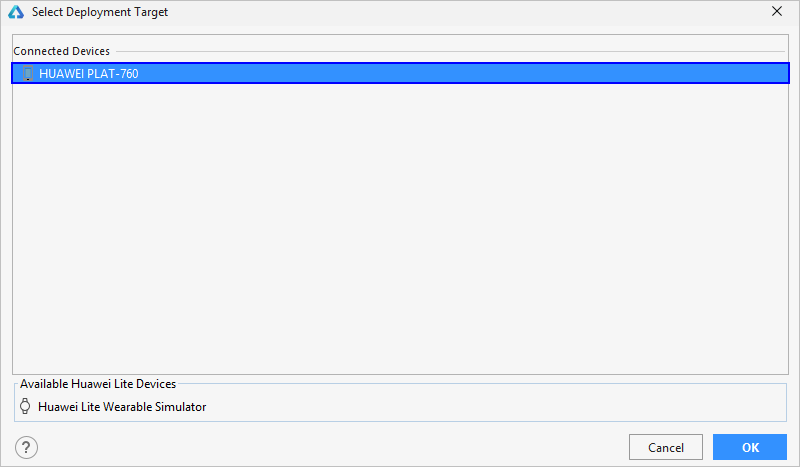 Select Deployment Target
Connected Devices
HUAWEI PLAT-760
Available Huawei Lite Devices
Huawei Lite Wearable Simulator
?
Cancel
OK